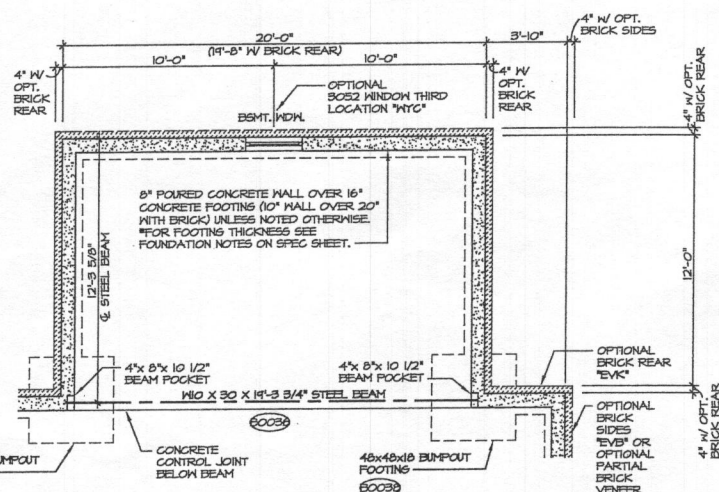 20'-0"
(19'-8" W/ BRICK REAR)
3'-10"
4" W/ OPT.
BRICK SIDES
10'-0"
10'-0"
4" W/
OPT.
BRICK
REAR
4" W/
OPT.
BRICK
REAR
OPTIONAL
3052 WINDOW THIRD
LOCATION "WYC"
BSMT. WDW.
4" W/ OPT.
BRICK REAR
8" POURED CONCRETE WALL OVER 16"
CONCRETE FOOTING (10" WALL OVER 20"
WITH BRICK) UNLESS NOTED OTHERWISE.
*FOR FOOTING THICKNESS SEE
FOUNDATION NOTES ON SPEC SHEET.
12'-3 5/8"
℄ STEEL BEAM
12'-0"
4"x 8"x 10 1/2"
BEAM POCKET
4"x 8"x 10 1/2"
BEAM POCKET
W10 X 30 X 19'-3 3/4" STEEL BEAM
60038
OPTIONAL
BRICK REAR
"EVK"
OPTIONAL
BRICK
SIDES
"EVB" OR
OPTIONAL
PARTIAL
BRICK
VENEER
4" W/ OPT.
BRICK REAR
BUMPOUT
CONCRETE
CONTROL JOINT
BELOW BEAM
48x48x18 BUMPOUT
FOOTING
60038